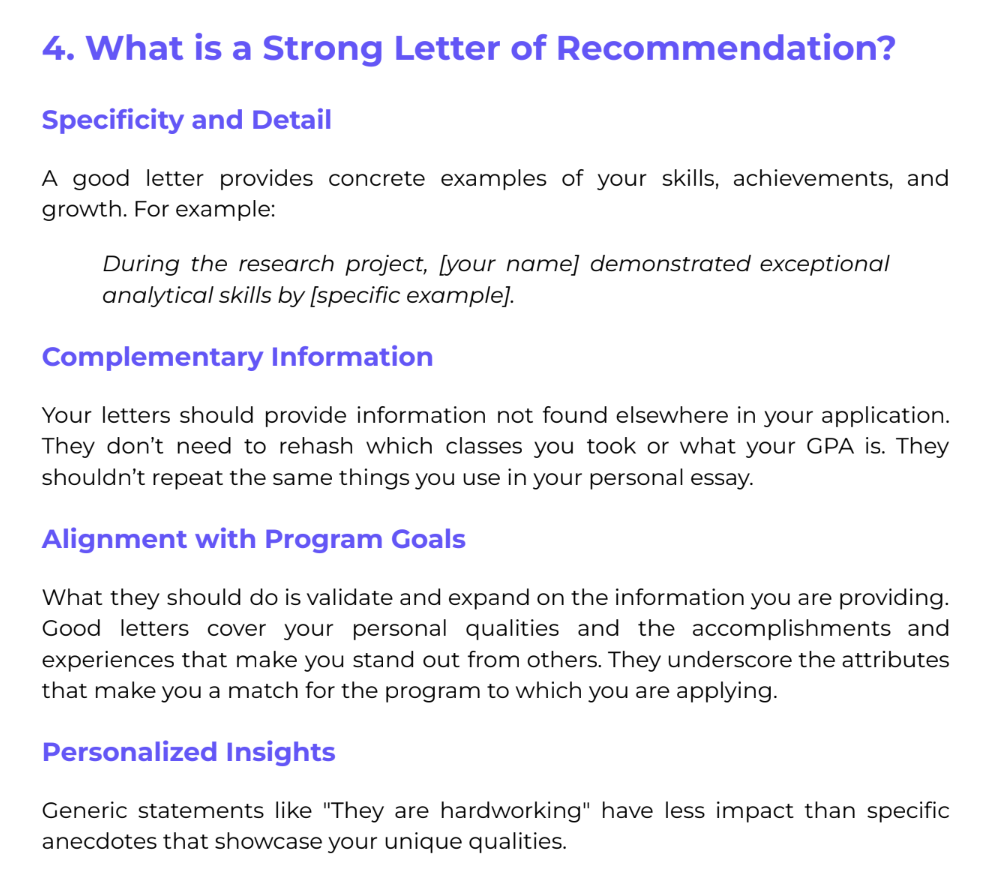 4. What is a Strong Letter of Recommendation?
Specificity and Detail
A good letter provides concrete examples of your skills, achievements, and
growth. For example:
During the research project, [your name] demonstrated exceptional
analytical skills by [specific example].
Complementary Information
Your letters should provide information not found elsewhere in your application.
They don’t need to rehash which classes you took or what your GPA is. They
shouldn’t repeat the same things you use in your personal essay.
Alignment with Program Goals
What they should do is validate and expand on the information you are providing.
Good letters cover your personal qualities and the accomplishments and
experiences that make you stand out from others. They underscore the attributes
that make you a match for the program to which you are applying.
Personalized Insights
Generic statements like "They are hardworking" have less impact than specific
anecdotes that showcase your unique qualities.